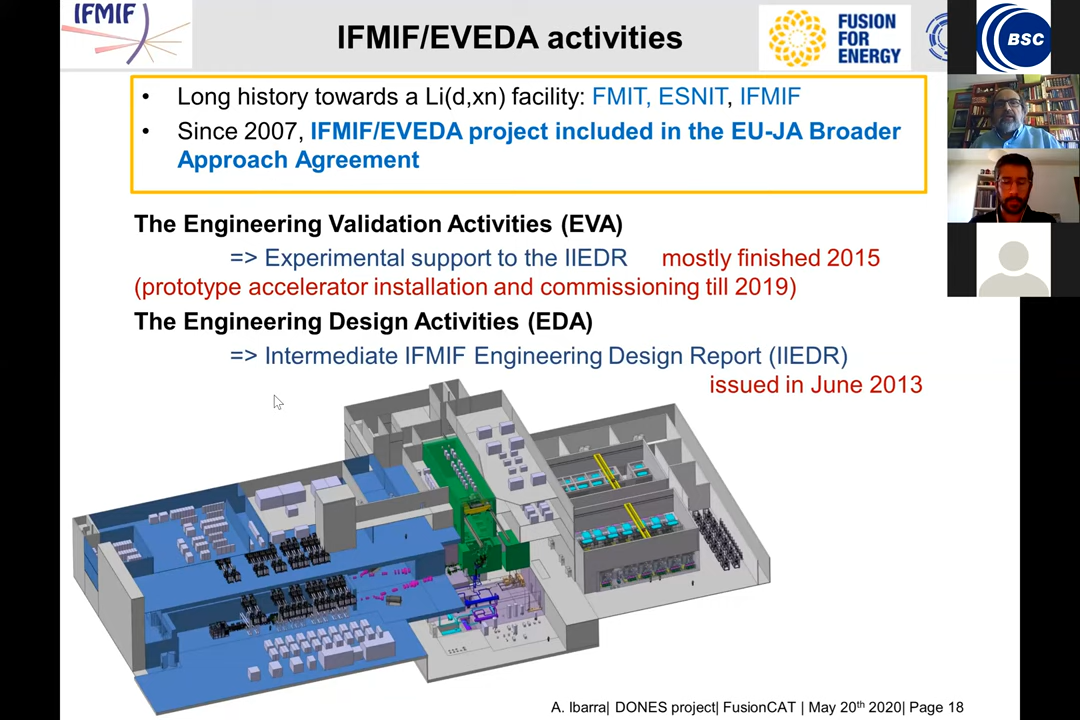 IFMIF
IFMIF/EVEDA activities
FUSION
FOR
ENERGY
BSC
• Long history towards a Li(d,xn) facility: FMIT, ESNIT, IFMIF
• Since 2007, IFMIF/EVEDA project included in the EU-JA Broader
Approach Agreement
The Engineering Validation Activities (EVA)
=> Experimental support to the IIEDR mostly finished 2015
(prototype accelerator installation and commissioning till 2019)
The Engineering Design Activities (EDA)
=> Intermediate IFMIF Engineering Design Report (IIEDR)
issued in June 2013
A. Ibarra| DONES project| FusionCAT | May 20th 2020| Page 18